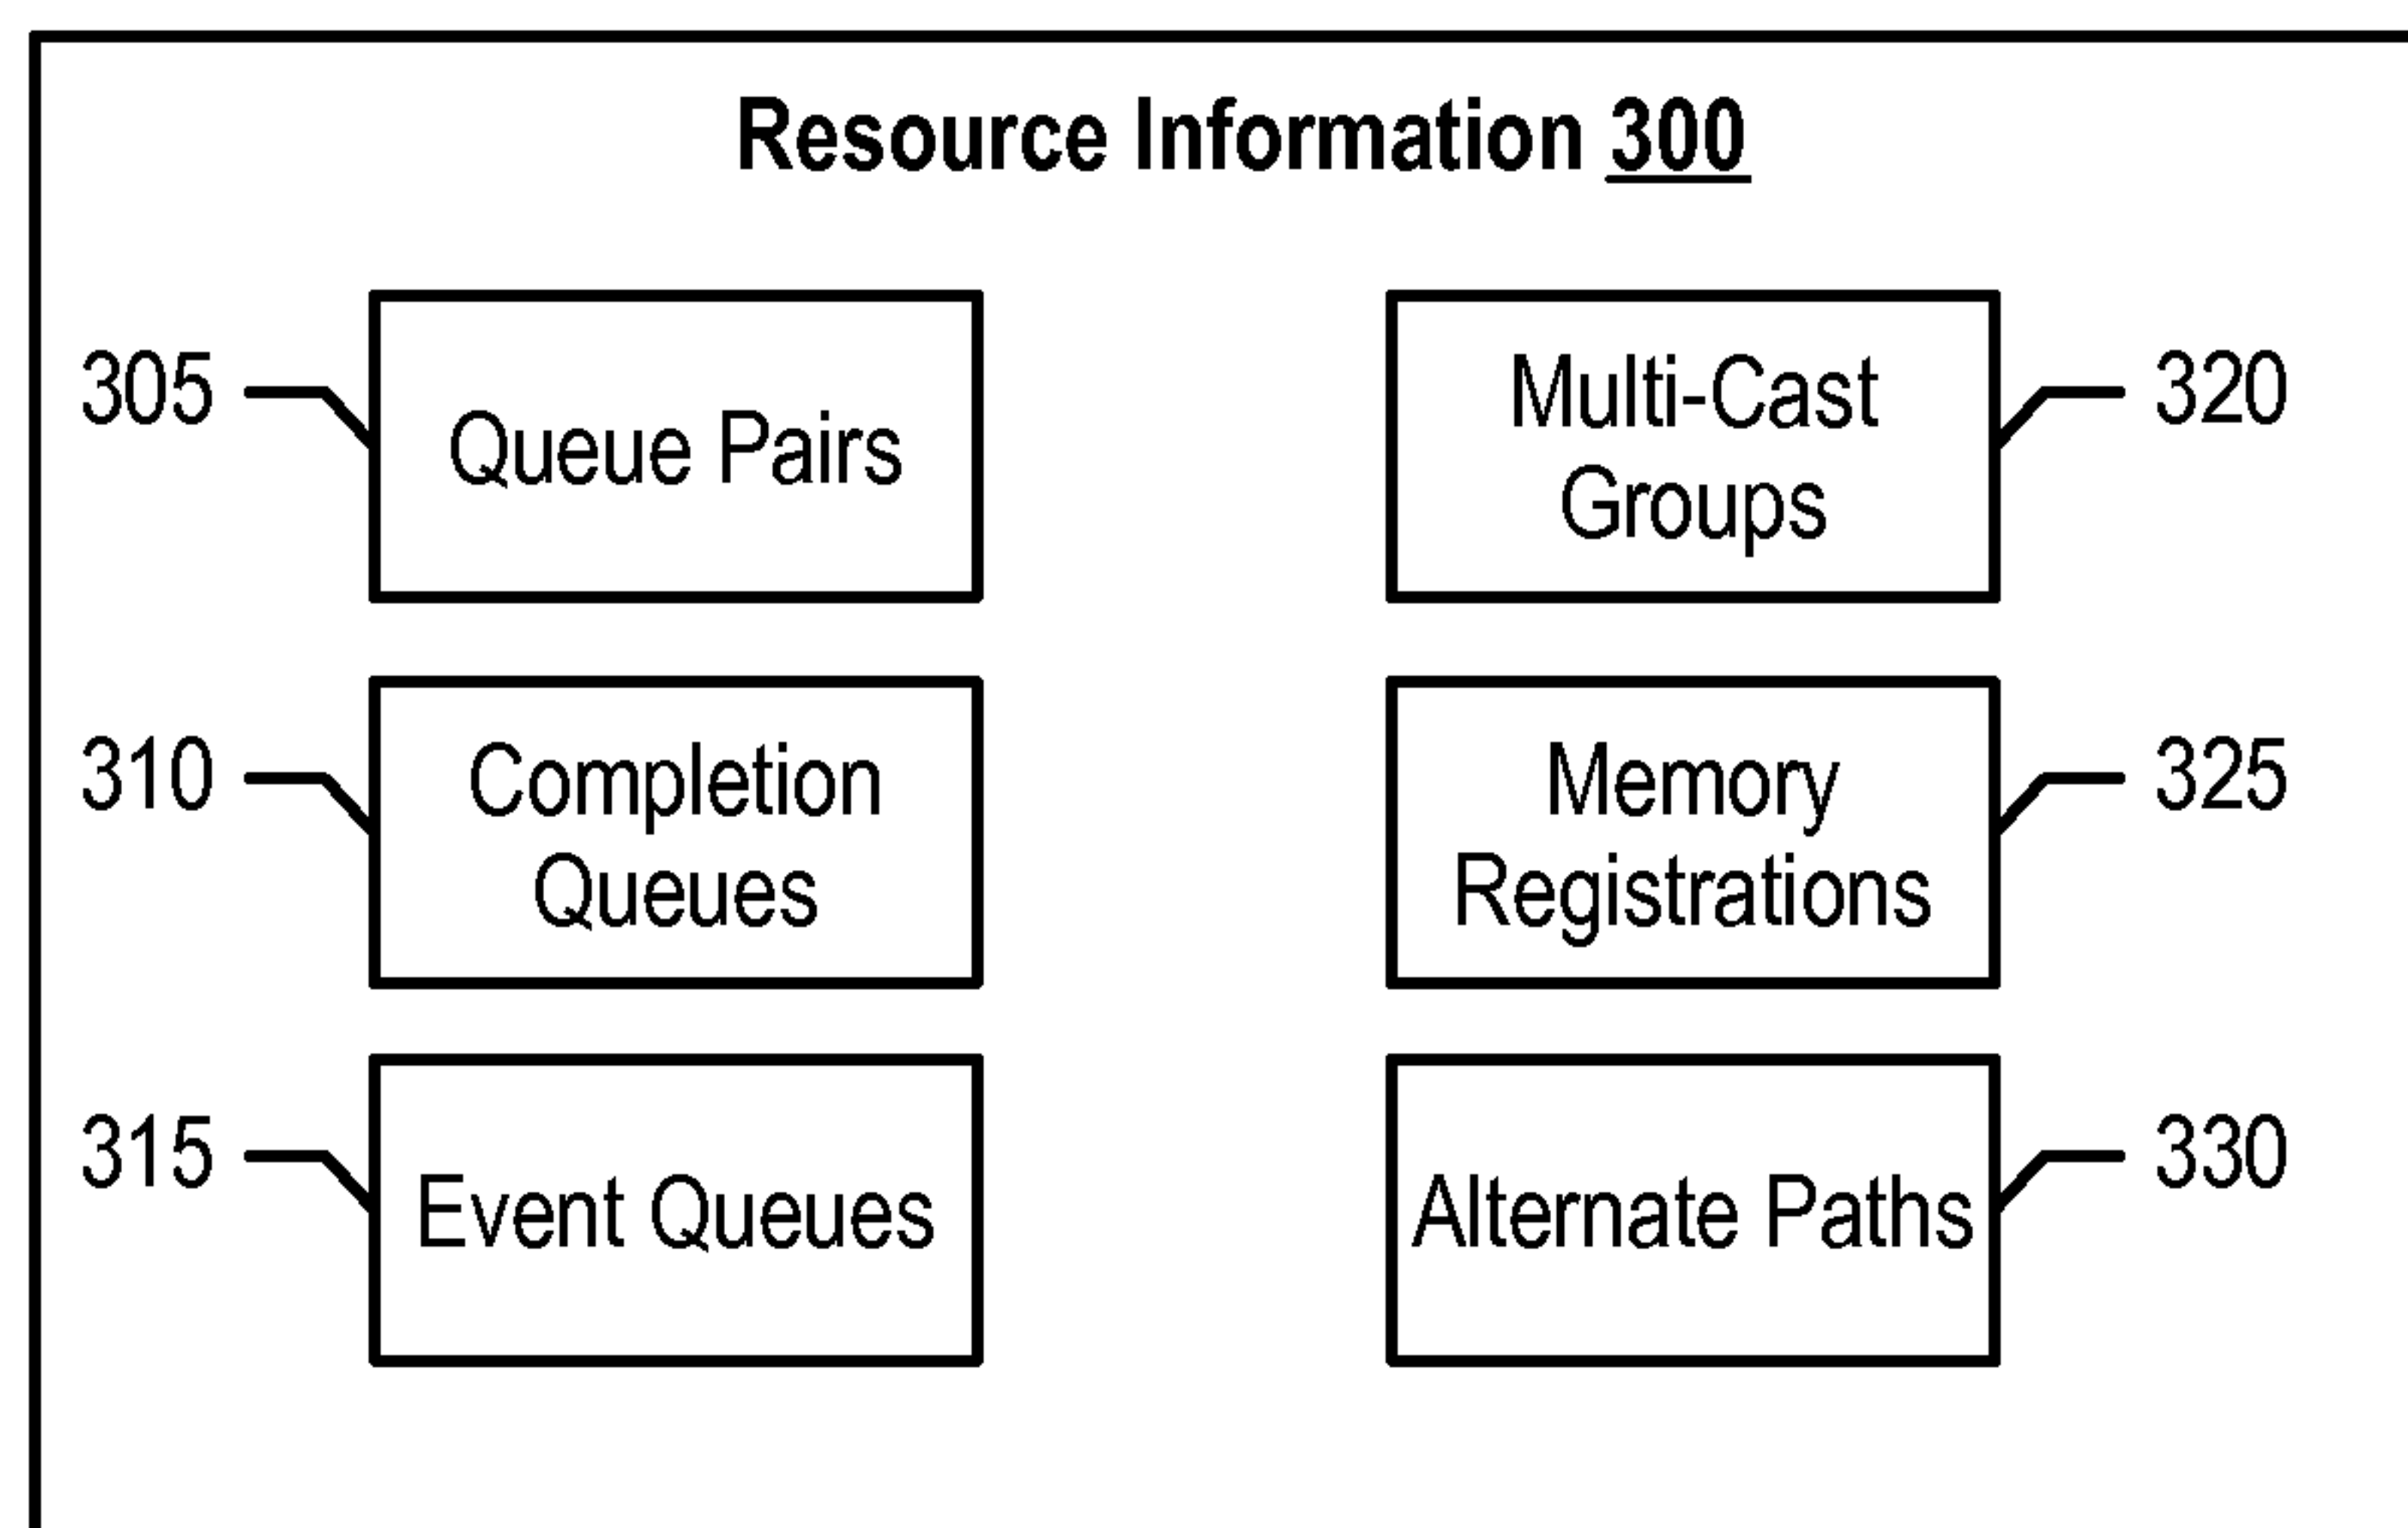 Resource Information 300
305
Queue Pairs
320
Multi-Cast
Groups
310
Completion
Queues
325
Memory
Registrations
315
Event Queues
330
Alternate Paths